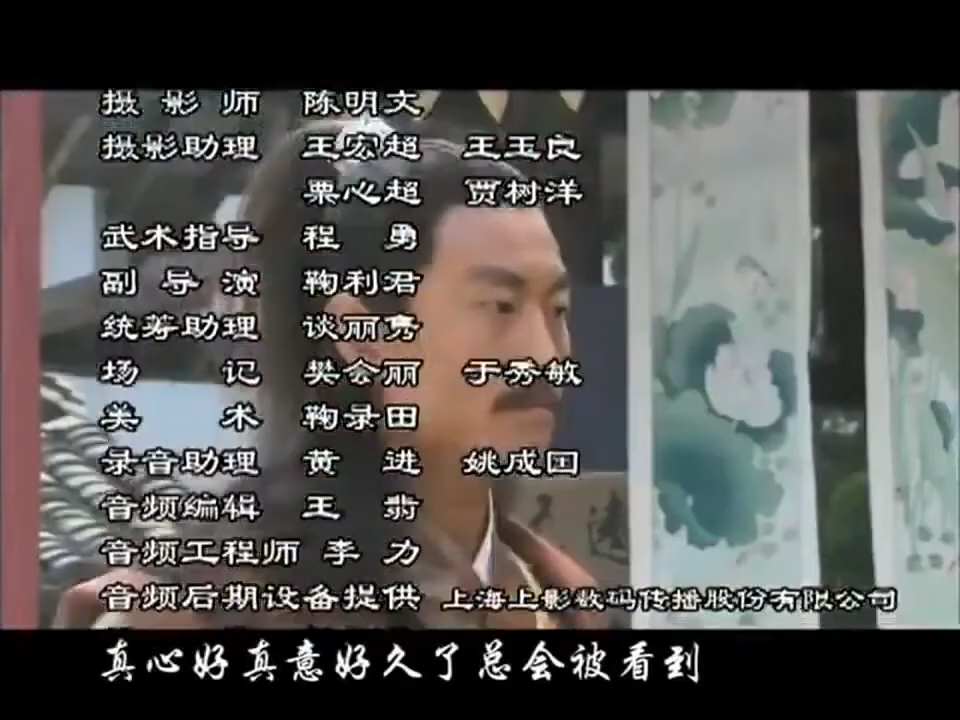 摄影师 陈明文
摄影助理 王宏超 王玉良
栗心超 贾树洋
武术指导 程勇
副导演 鞠利君
统筹助理 谈丽亮
场记 樊会丽 于秀敏
美术 鞠录田
录音助理 黄进 姚成国
音频编辑 王翡
音频工程师 李力
音频后期设备提供 上海上影数码传播股份有限公司
真心好真意好久了总会被看到